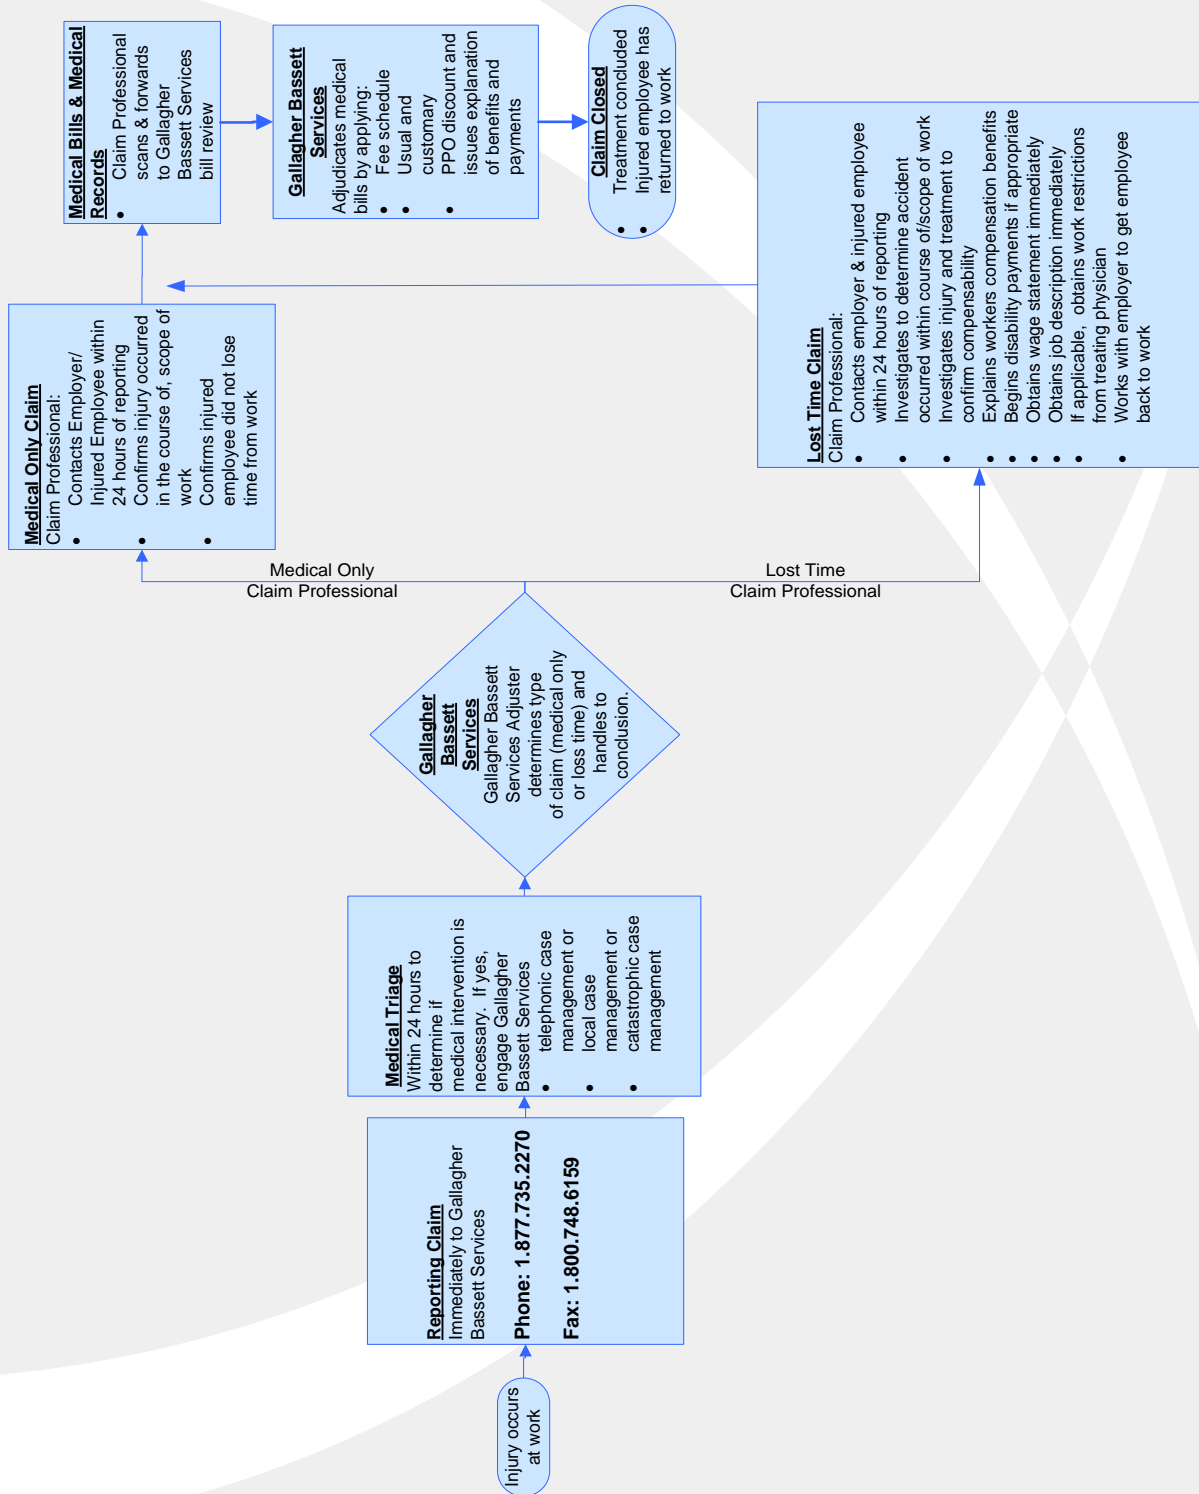 Injury occurs
at work
Reporting Claim
Immediately to Gallagher
Bassett Services
Phone: 1.877.735.2270
Fax: 1.800.748.6159
Medical Triage
Within 24 hours to
determine if
medical intervention is
necessary.  If yes,
engage Gallagher
Bassett Services
• telephonic case
management or
• local case
management or
• catastrophic case
management
Gallagher
Bassett
Services
Gallagher Bassett
Services Adjuster
determines type
of claim (medical only
or loss time) and
handles to
conclusion.
Medical Only
Claim Professional
Lost Time
Claim Professional
Medical Only Claim
Claim Professional:
• Contacts Employer/
Injured Employee within
24 hours of reporting
• Confirms injury occurred
in the course of, scope of
work
• Confirms injured
employee did not lose
time from work
Lost Time Claim
Claim Professional:
• Contacts employer & injured employee
within 24 hours of reporting
• Investigates to determine accident
occurred within course of/scope of work
• Investigates injury and treatment to
confirm compensability
• Explains workers compensation benefits
• Begins disability payments if appropriate
• Obtains wage statement immediately
• Obtains job description immediately
• If applicable,  obtains work restrictions
from treating physician
• Works with employer to get employee
back to work
Medical Bills & Medical
Records
• Claim Professional
scans & forwards
to Gallagher
Bassett Services
bill review
Gallagher Bassett
Services
Adjudicates medical
bills by applying:
• Fee schedule
• Usual and
customary
• PPO discount and
issues explanation
of benefits and
payments
Claim Closed
• Treatment concluded
• Injured employee has
returned to work